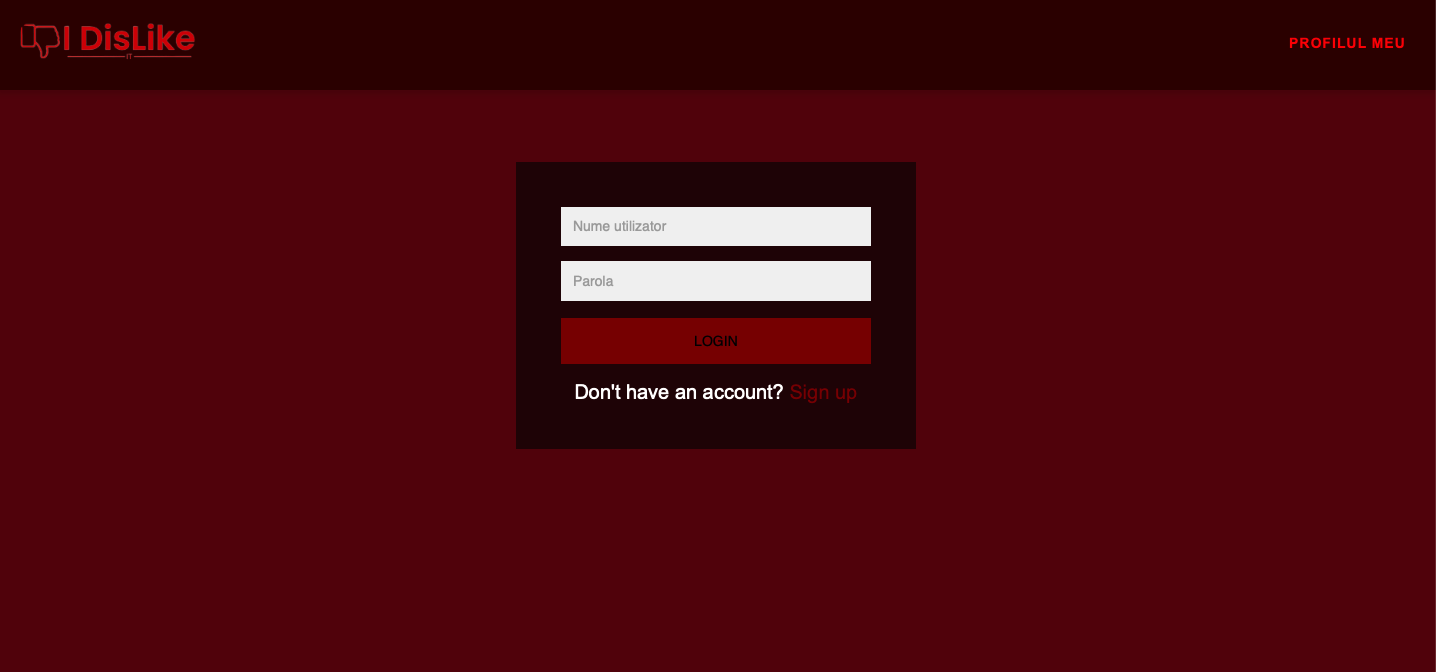 I DisLike
IT
PROFILUL MEU
Nume utilizator
Parola
LOGIN
Don't have an account? Sign up